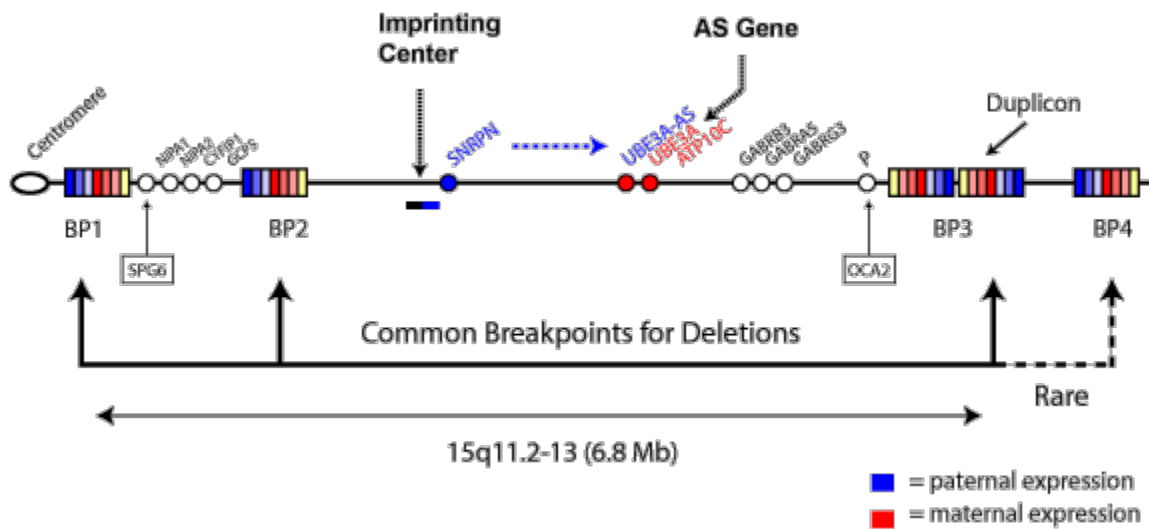 Imprinting
Center
AS Gene
Centromere
NIPA1
NIPA2
CYFIP1
GCP5
SNRPN
UBE3A-AS
UBE3A
ATP10C
GABRB3
GABRA5
GABRG3
P
Duplicon
BP1
BP2
BP3
BP4
SPG6
OCA2
Common Breakpoints for Deletions
Rare
15q11.2-13 (6.8 Mb)
= paternal expression
= maternal expression